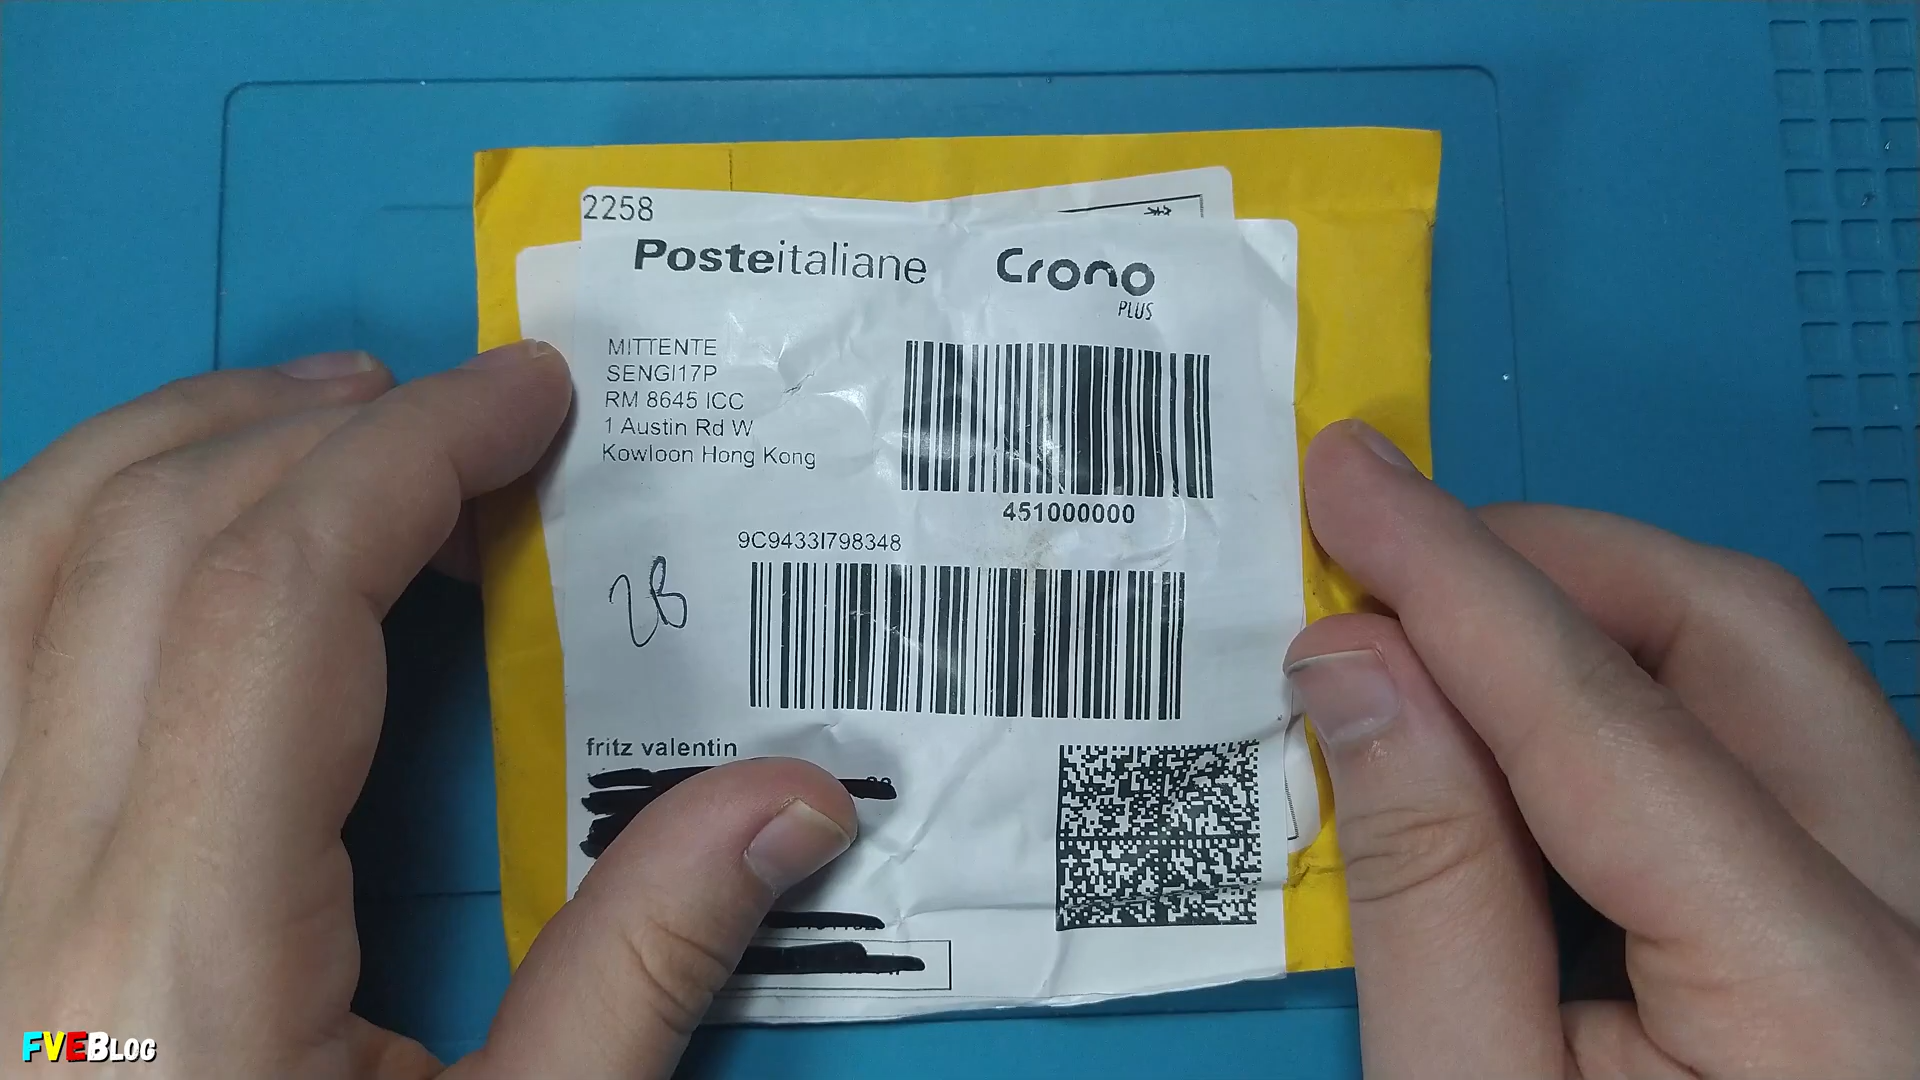 2258
Posteitaliane
Crono
PLUS
MITTENTE
SENGI17P
RM 8645 ICC
1 Austin Rd W
Kowloon Hong Kong
451000000
9C9433I798348
2B
fritz valentin
FVEBLOG